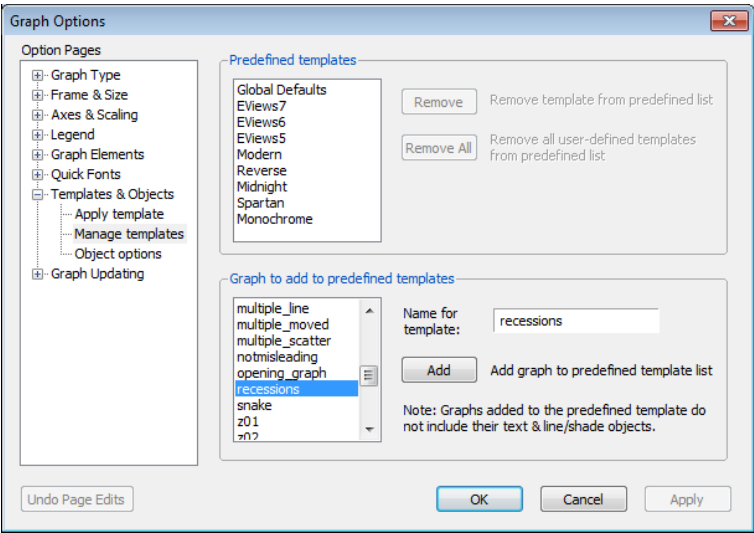 Graph Options
Option Pages
Graph Type
Frame & Size
Axes & Scaling
Legend
Graph Elements
Quick Fonts
Templates & Objects
Apply template
Manage templates
Object options
Graph Updating
Predefined templates
Global Defaults
EViews7
EViews6
EViews5
Modern
Reverse
Midnight
Spartan
Monochrome
Remove
Remove template from predefined list
Remove All
Remove all user-defined templates
from predefined list
Graph to add to predefined templates
multiple_line
multiple_moved
multiple_scatter
notmisleading
opening_graph
recessions
snake
z01
z02
Name for
template:
recessions
Add
Add graph to predefined template list
Note: Graphs added to the predefined template do
not include their text & line/shade objects.
Undo Page Edits
OK
Cancel
Apply